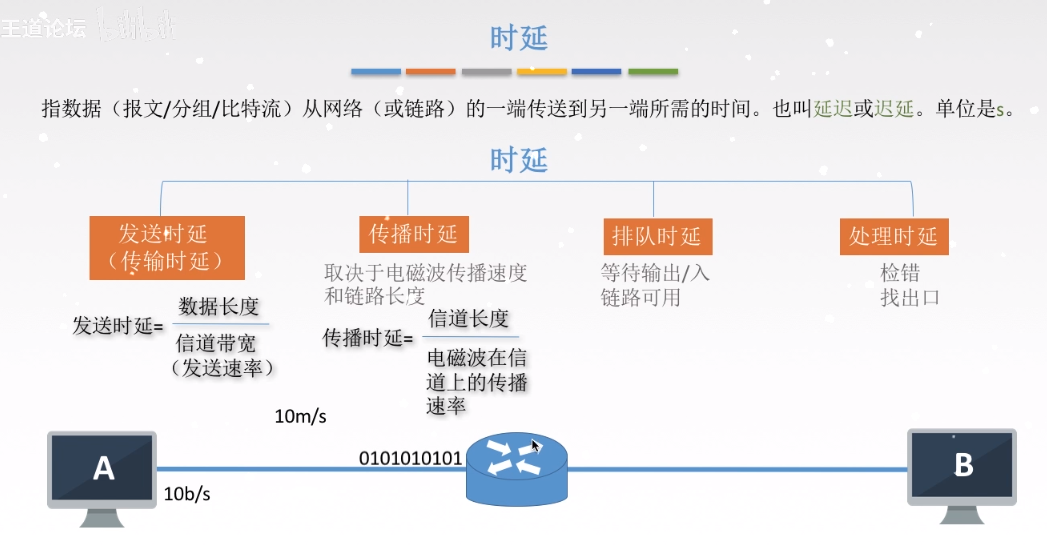 王道论坛
时延
指数据（报文/分组/比特流）从网络（或链路）的一端传送到另一端所需的时间。也叫延迟或迟延。单位是s。
时延
发送时延
（传输时延）
传播时延
排队时延
处理时延
取决于电磁波传播速度
和链路长度
等待输出/入
链路可用
检错
找出口
发送时延=
数据长度
信道带宽
（发送速率）
传播时延=
信道长度
电磁波在信
道上的传播
速率
10m/s
0101010101
A
B
10b/s